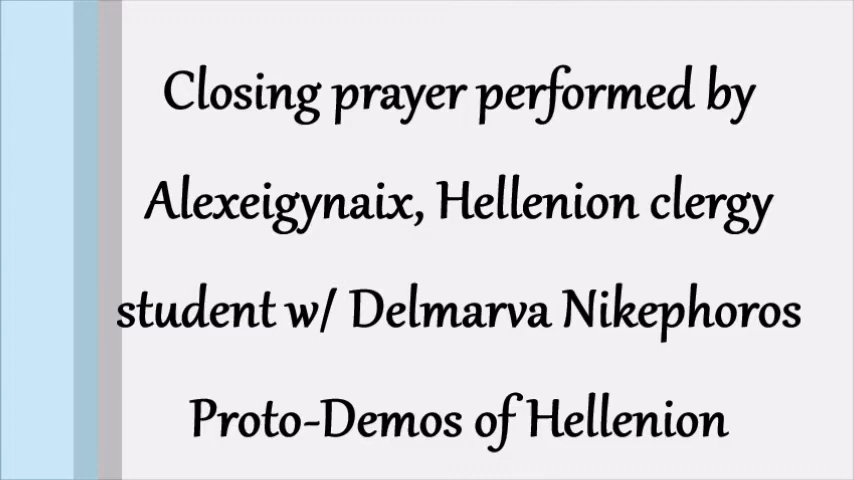 Closing prayer performed by
Alexeigynaix, Hellenion clergy
student w/ Delmarva Nikephoros
Proto-Demos of Hellenion